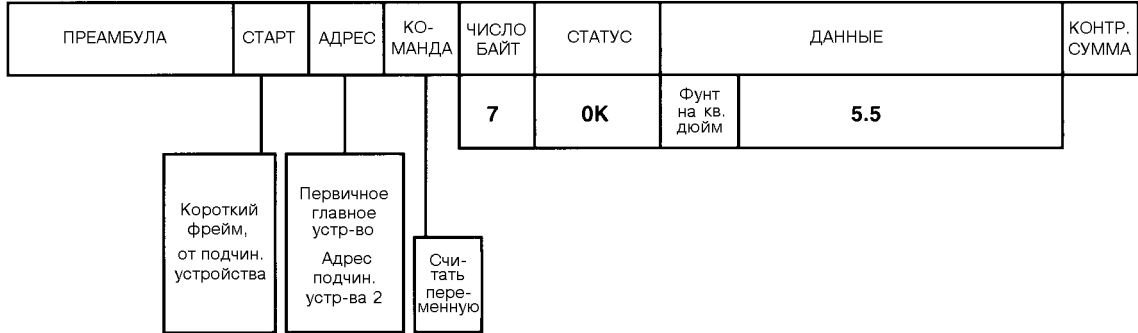 ПРЕАМБУЛА
СТАРТ
АДРЕС
КО-
МАНДА
ЧИСЛО
БАЙТ
СТАТУС
ДАННЫЕ
КОНТР.
СУММА
7
0K
Фунт
на кв.
дюйм
5.5
Короткий
фрейм,
от подчин.
устройства
Первичное
главное
устр-во
Адрес
подчин.
устр-ва 2
Счи-
тать
пере-
менную